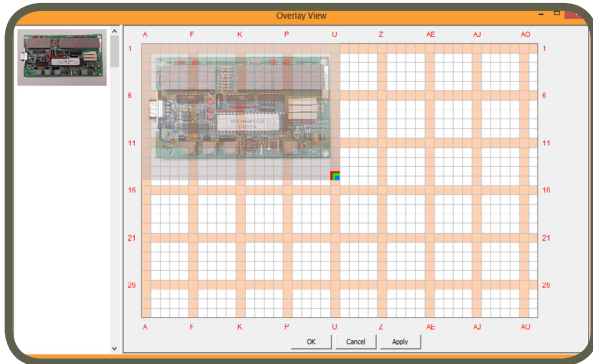 Overlay View
A F K P U Z AE AJ AO
1 1
6 6
11 11
16 16
21 21
26 26
A F K P U Z AE AJ AO
OK Cancel Apply